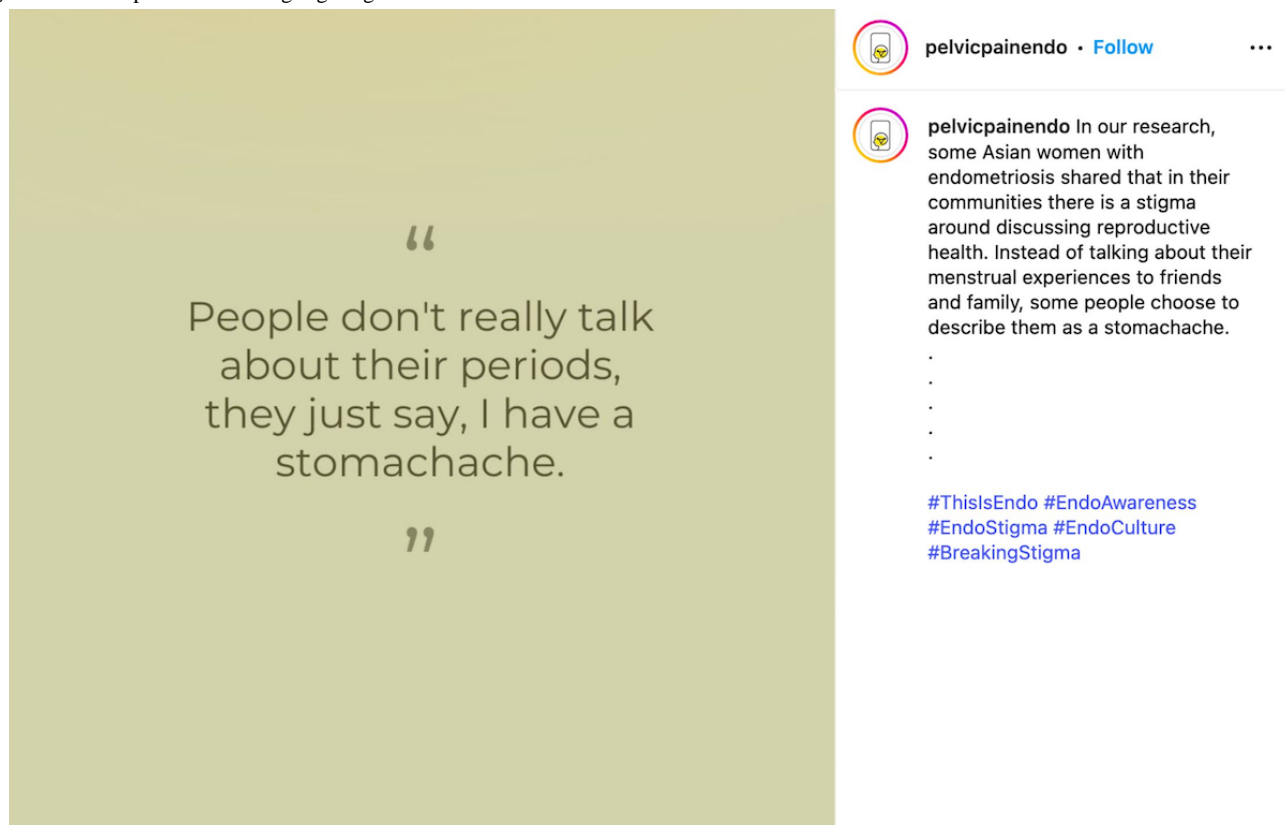 “
People don't really talk
about their periods,
they just say, I have a
stomachache.
”
pelvicpainendo • Follow
pelvicpainendo In our research,
some Asian women with
endometriosis shared that in their
communities there is a stigma
around discussing reproductive
health. Instead of talking about their
menstrual experiences to friends
and family, some people choose to
describe them as a stomachache.
.
.
.
.
.
#ThisIsEndo #EndoAwareness
#EndoStigma #EndoCulture
#BreakingStigma